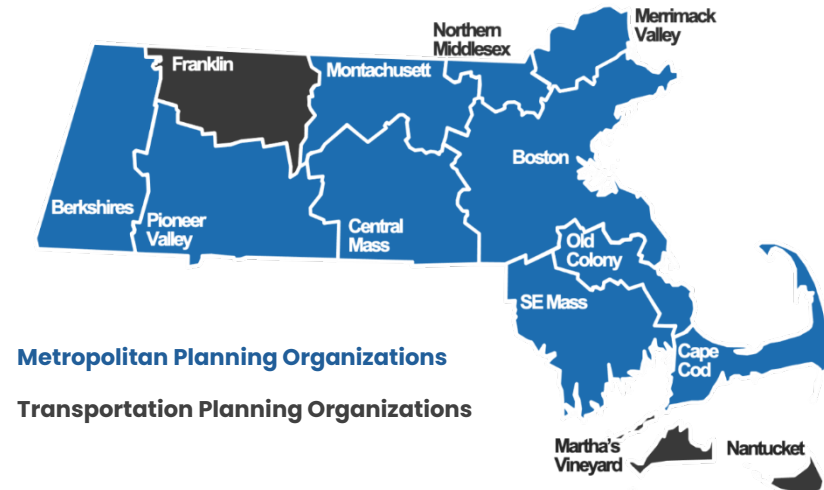 Northern
Middlesex
Merrimack
Valley
Franklin
Montachusett
Boston
Berkshires
Pioneer
Valley
Central
Mass
Old
Colony
SE Mass
Cape
Cod
Metropolitan Planning Organizations
Transportation Planning Organizations
Martha's
Vineyard
Nantucket